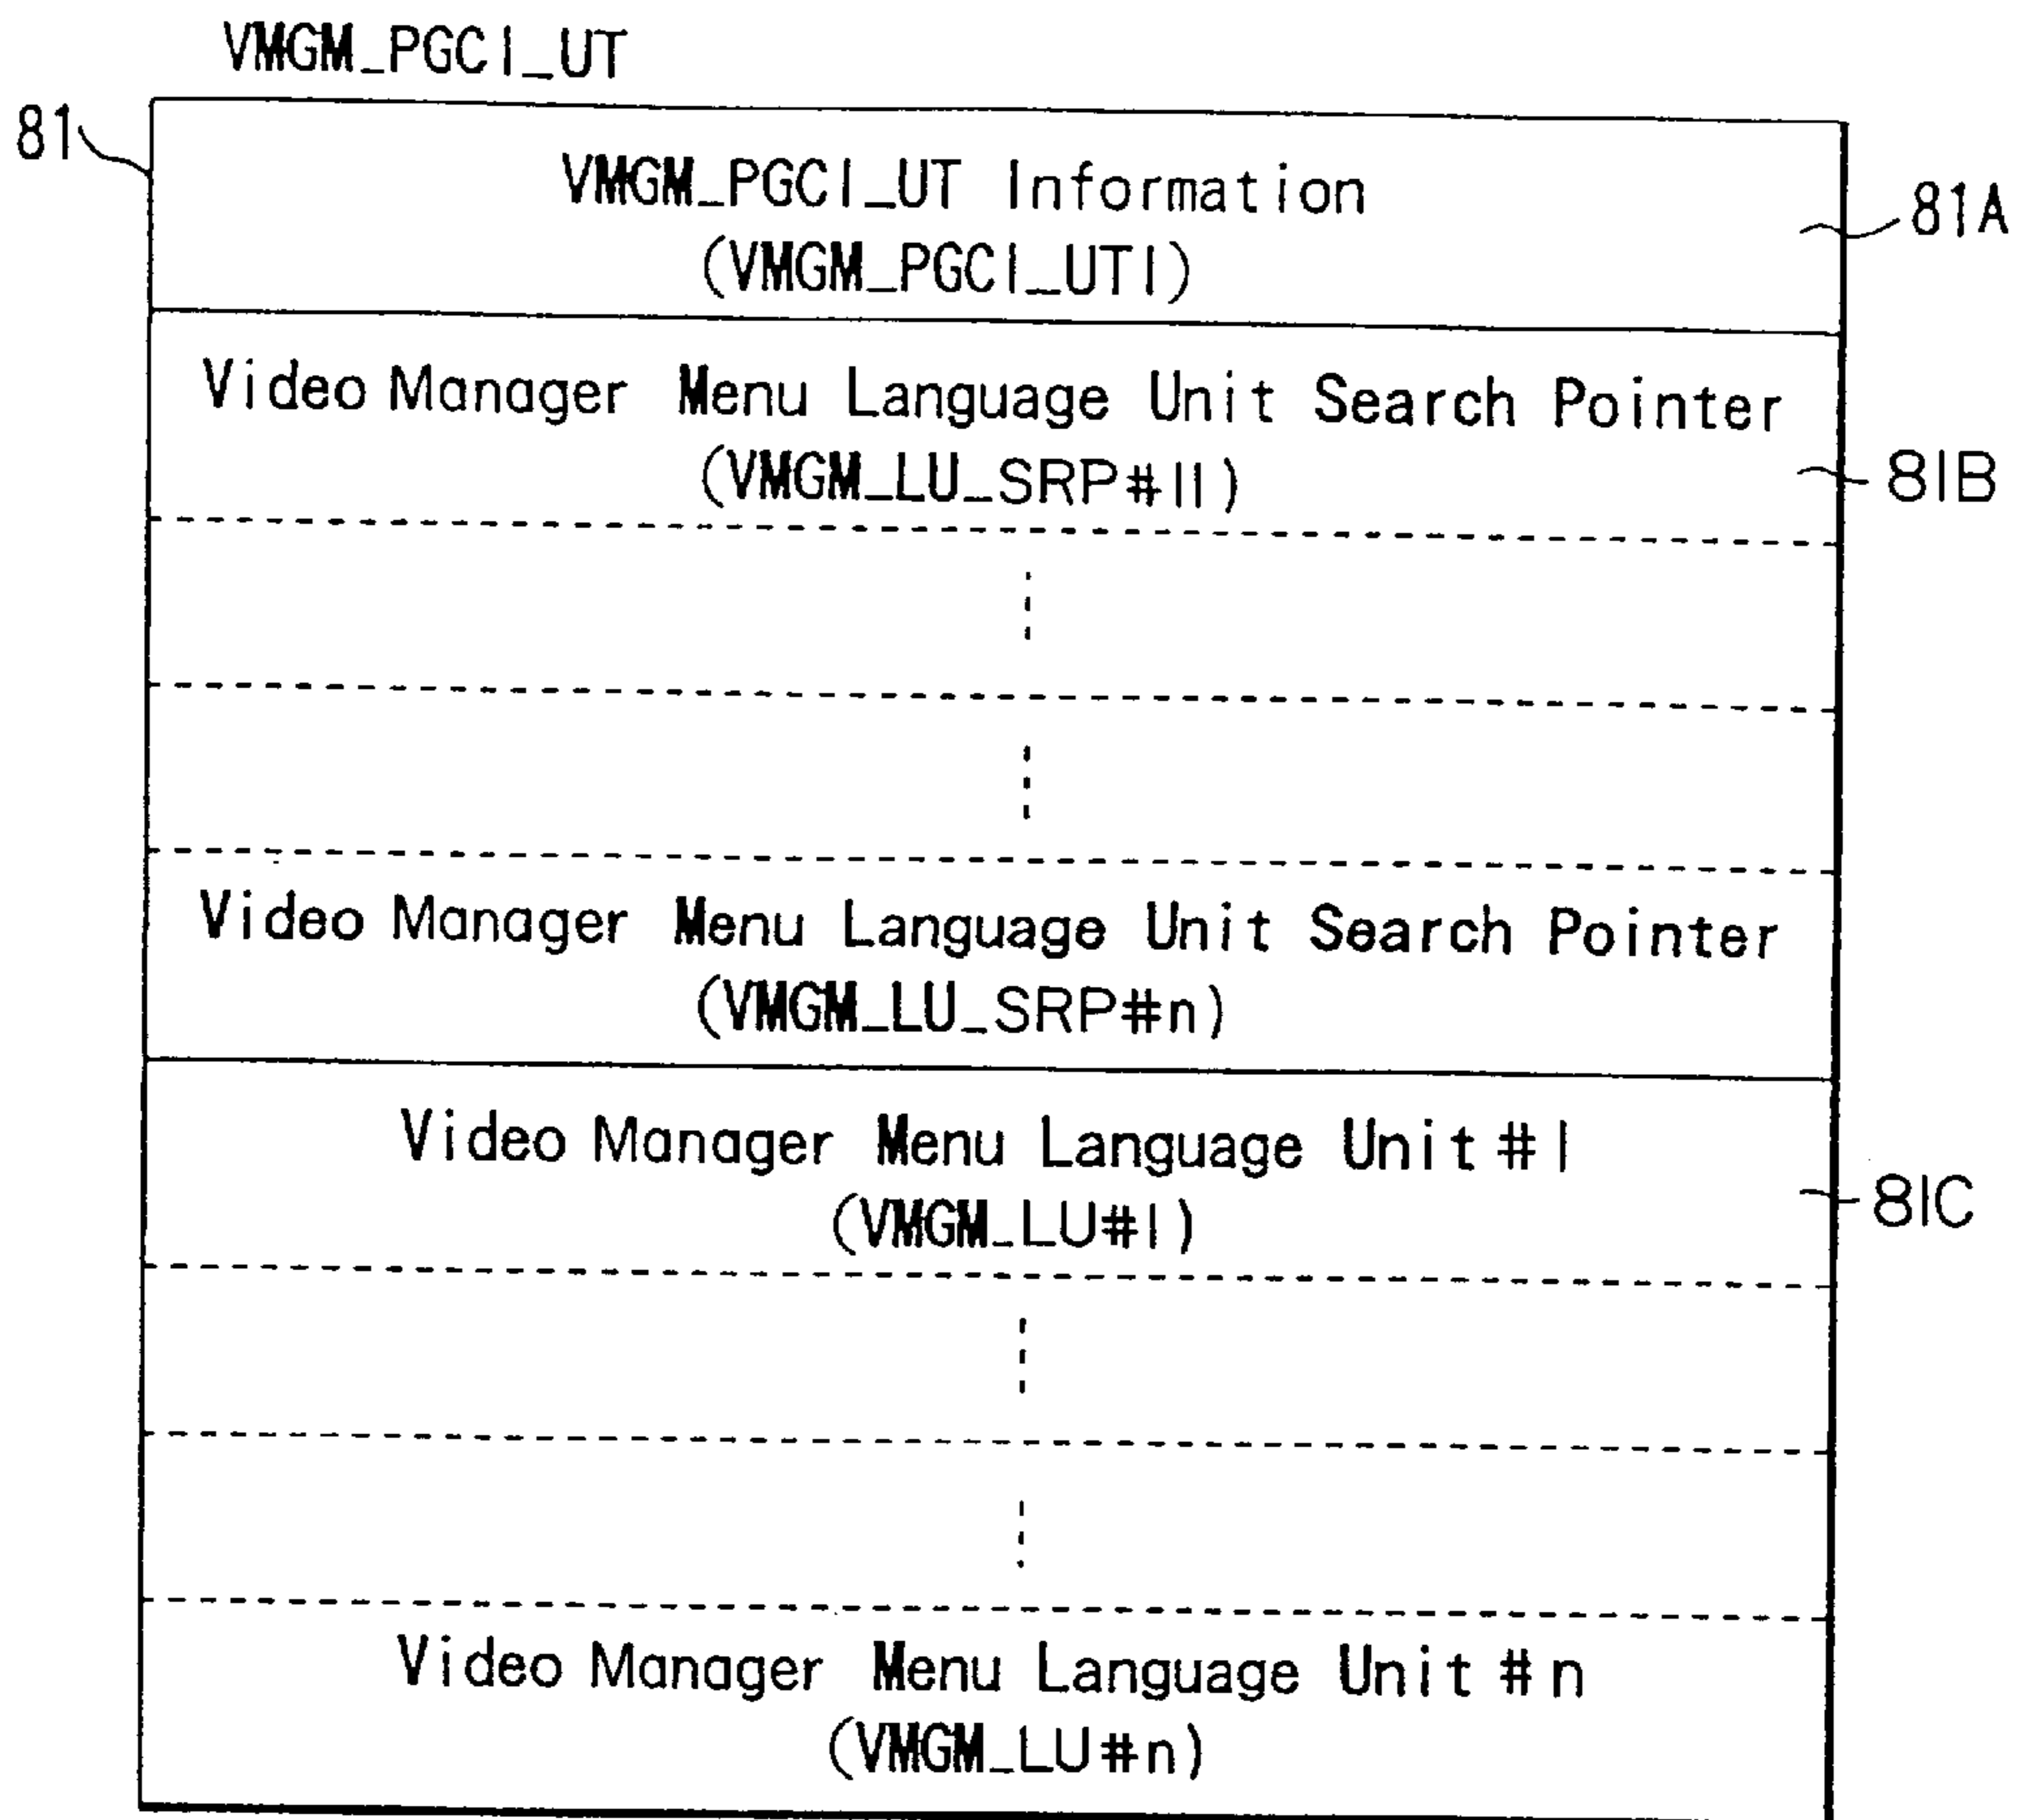 VMGM_PGCI_UT
81
VMGM_PGCI_UT Information
(VMGM_PGCI_UTI)
81A
Video Manager Menu Language Unit Search Pointer
(VMGM_LU_SRP#11)
81B
Video Manager Menu Language Unit Search Pointer
(VMGM_LU_SRP#n)
Video Manager Menu Language Unit #1
(VMGM_LU#1)
81C
Video Manager Menu Language Unit #n
(VMGM_LU#n)